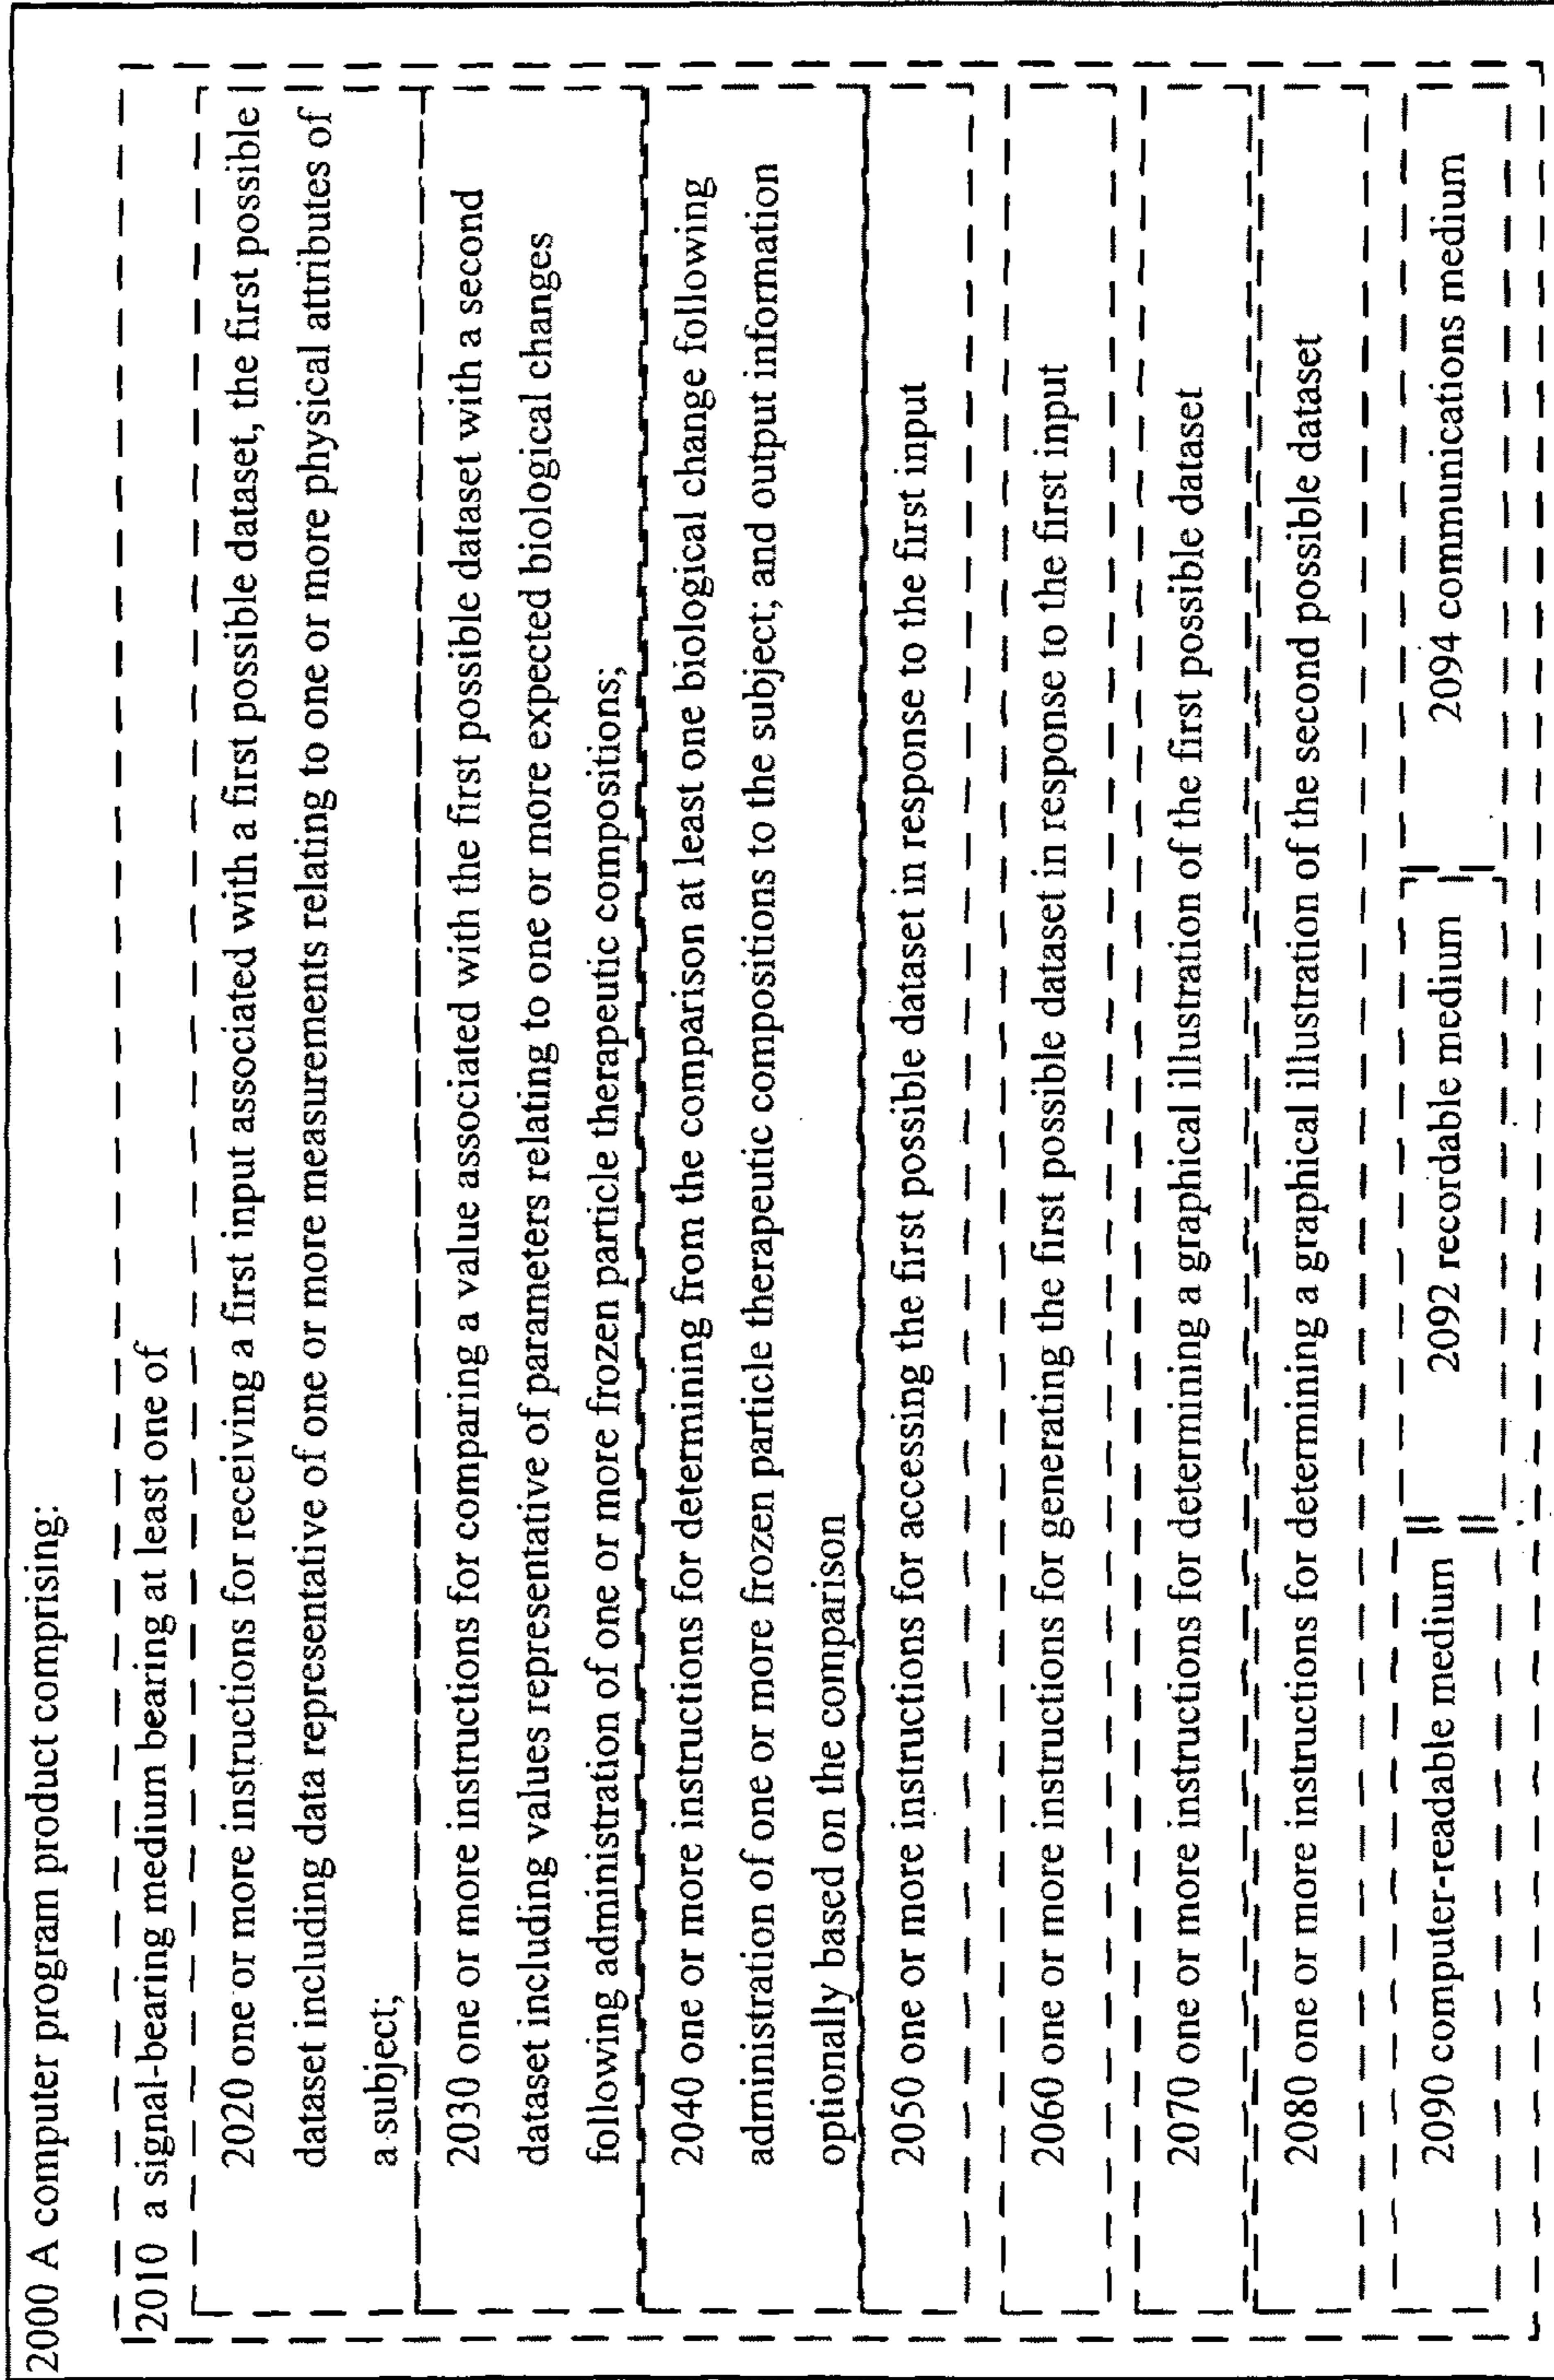 2000 A computer program product comprising:
2010 a signal-bearing medium bearing at least one of
2020 one or more instructions for receiving a first input associated with a first possible dataset, the first possible
dataset including data representative of one or more measurements relating to one or more physical attributes of
a subject;
2030 one or more instructions for comparing a value associated with the first possible dataset with a second
dataset including values representative of parameters relating to one or more expected biological changes
following administration of one or more frozen particle therapeutic compositions;
2040 one or more instructions for determining from the comparison at least one biological change following
administration of one or more frozen particle therapeutic compositions to the subject; and output information
optionally based on the comparison
2050 one or more instructions for accessing the first possible dataset in response to the first input
2060 one or more instructions for generating the first possible dataset in response to the first input
2070 one or more instructions for determining a graphical illustration of the first possible dataset
2080 one or more instructions for determining a graphical illustration of the second possible dataset
2090 computer-readable medium
2092 recordable medium
2094 communications medium